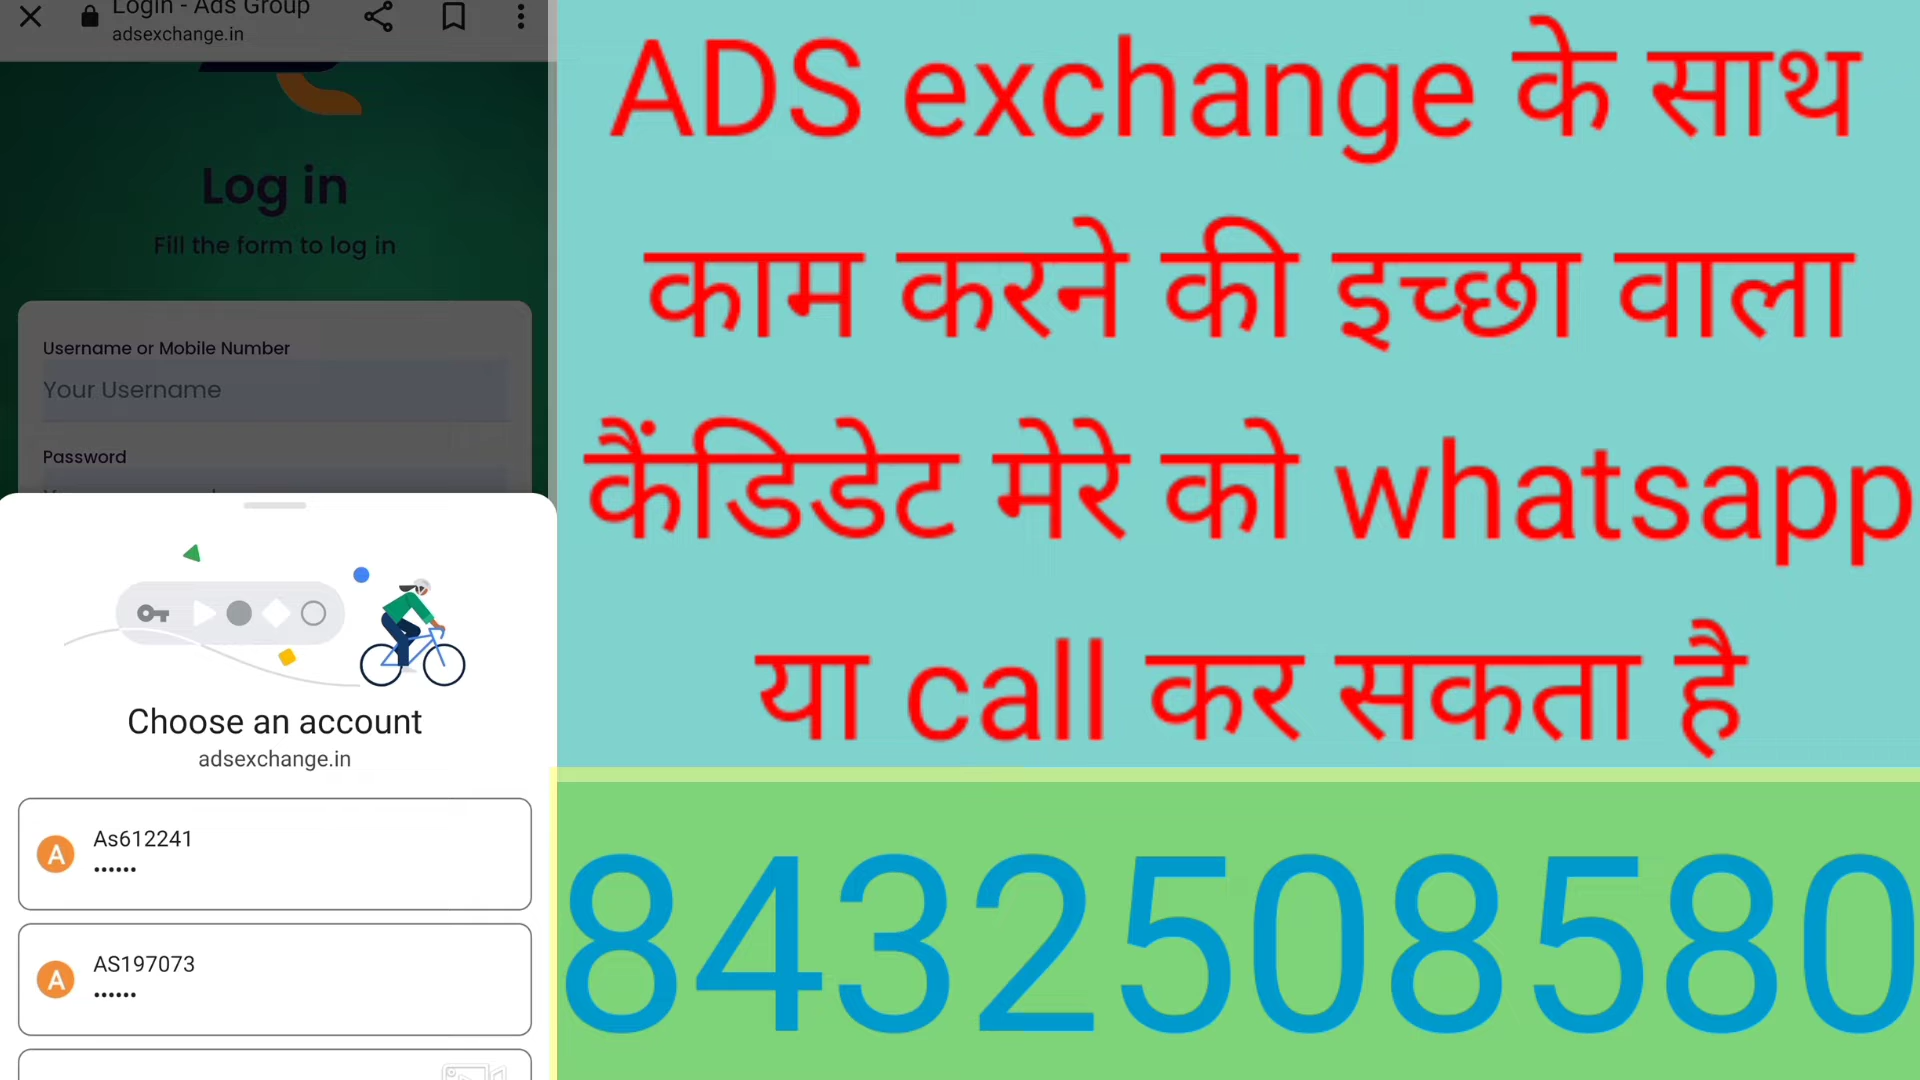 Login - Ads Group
adsexchange.in
Log in
Fill the form to log in
Username or Mobile Number
Your Username
Password
Choose an account
adsexchange.in
A
As612241
••••••
A
AS197073
••••••
ADS exchange के साथ
काम करने की इच्छा वाला
कैंडिडेट मेरे को whatsapp
या call कर सकता है
8432508580